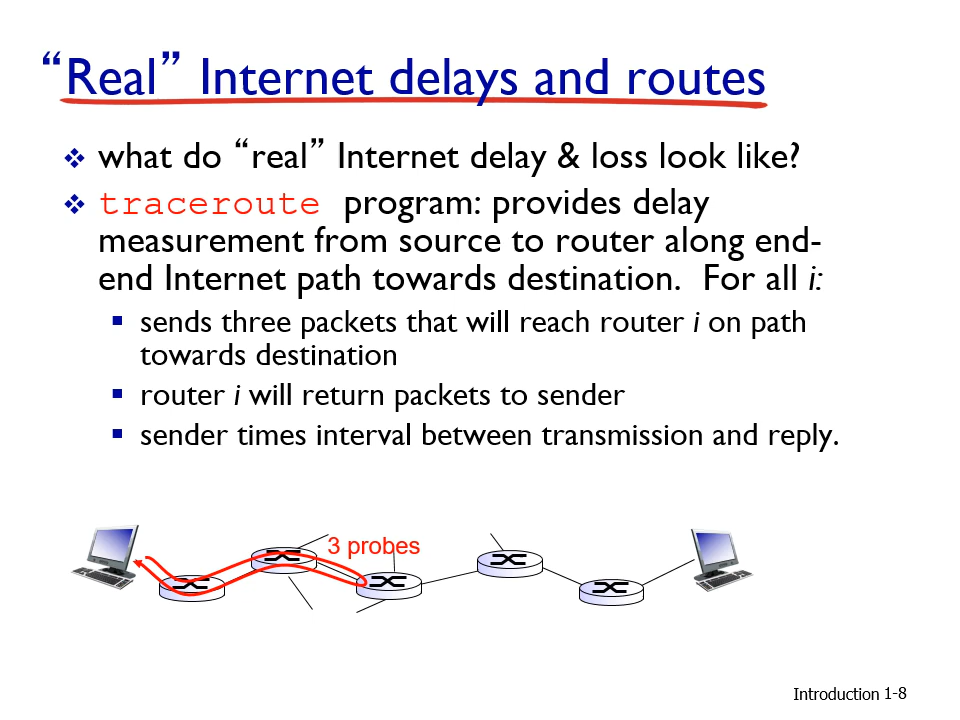 “Real” Internet delays and routes
❖ what do “real” Internet delay & loss look like?
❖ traceroute program: provides delay
measurement from source to router along end-
end Internet path towards destination. For all i:
▪ sends three packets that will reach router i on path
towards destination
▪ router i will return packets to sender
▪ sender times interval between transmission and reply.
3 probes
Introduction 1-8